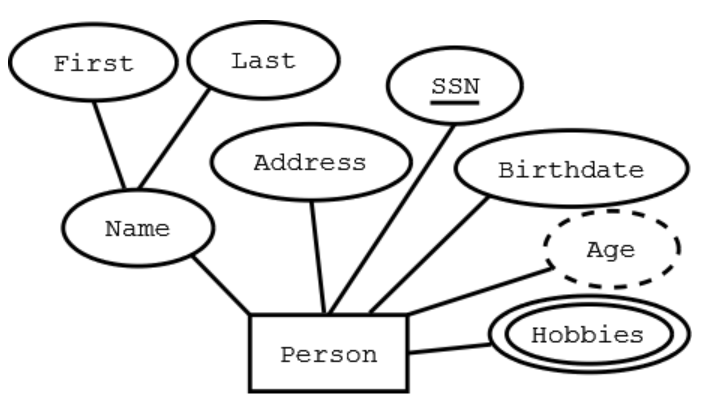 First
Last
SSN
Address
Birthdate
Name
Age
Hobbies
Person